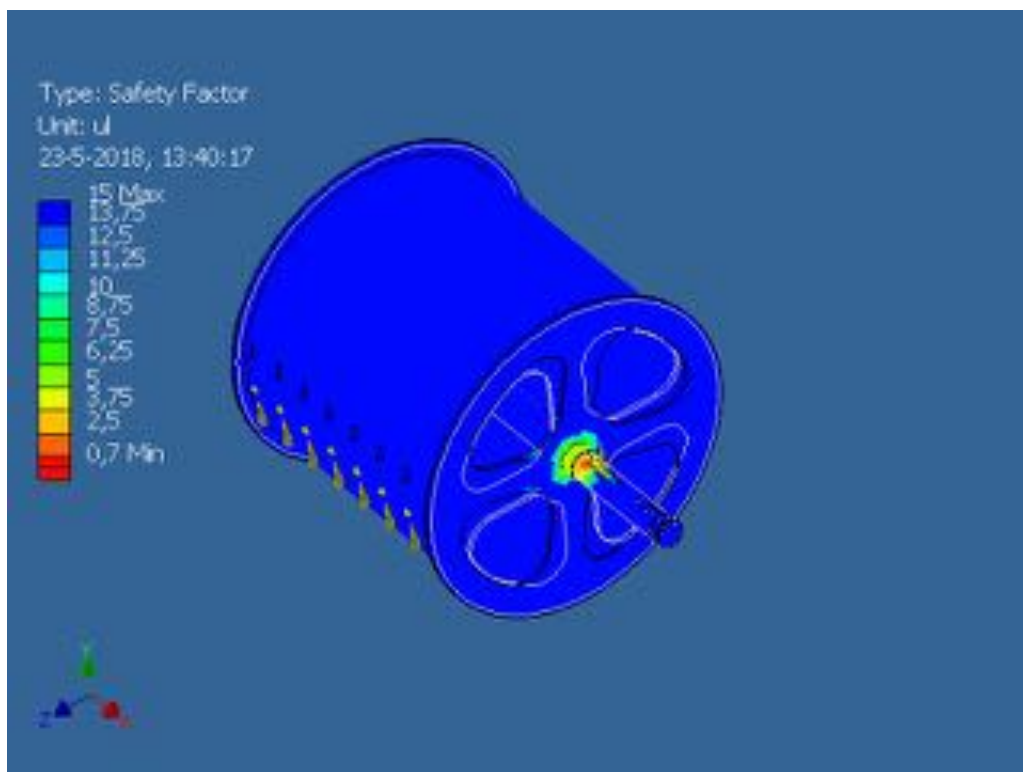 Type: Safety Factor
Unit: ul
23-5-2018, 13:40:17
15 Max
13,75
12,5
11,25
10
8,75
7,5
6,25
5
3,75
2,5
0,7 Min
Y
Z
X